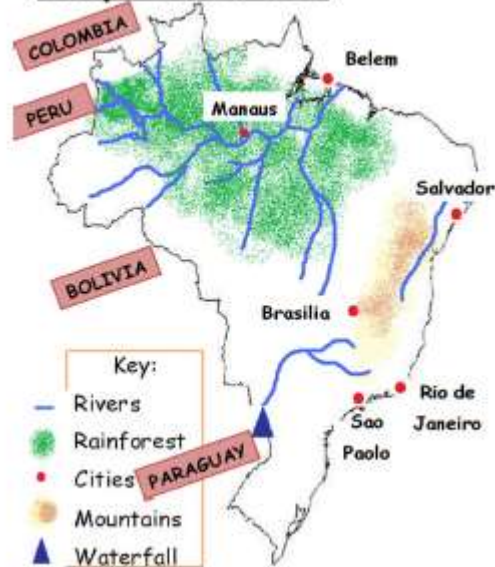 COLOMBIA
Belem
PERU
Manaus
Salvador
BOLIVIA
Brasilia
Key:
Rivers
Rainforest
Cities
Mountains
Waterfall
PARAGUAY
Sao
Paolo
Rio de
Janeiro